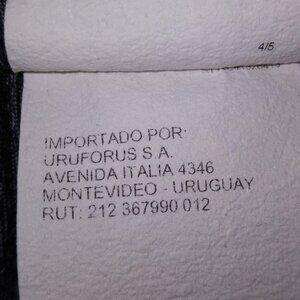 4/5
IMPORTADO POR:
URUFORUS S.A.
AVENIDA ITALIA 4346
MONTEVIDEO - URUGUAY
RUT: 212 367990 012